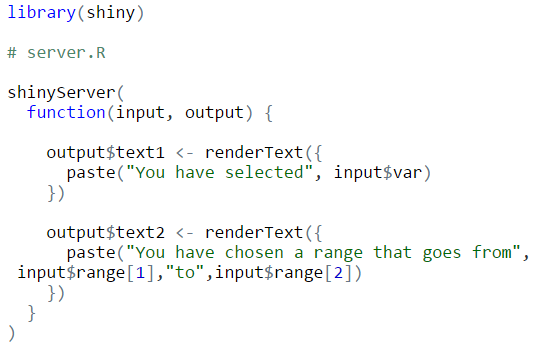 library(shiny)
# server.R
shinyServer(
  function(input, output) {
    output$text1 <- renderText({
      paste("You have selected", input$var)
    })
    output$text2 <- renderText({
      paste("You have chosen a range that goes from",
 input$range[1],"to",input$range[2])
    })
  }
)